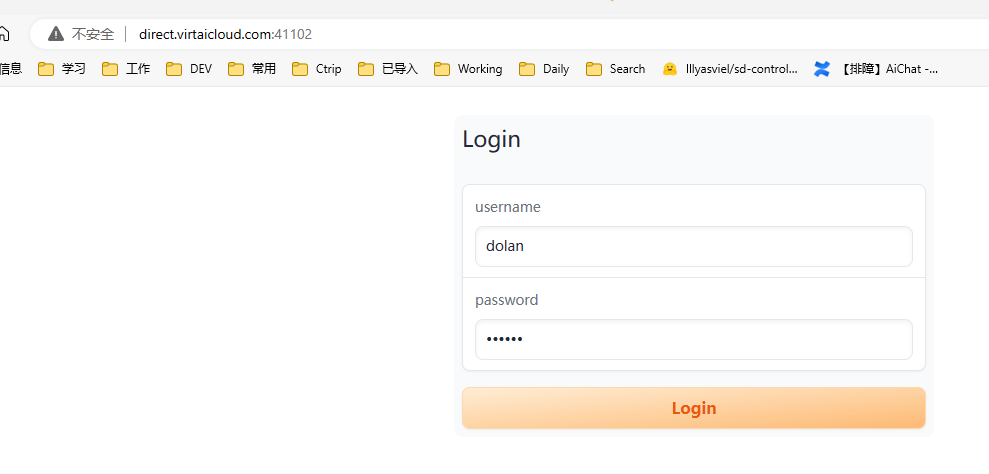 不安全 direct.virtaicloud.com:41102
信息 学习 工作 DEV 常用 Ctrip 已导入 Working Daily Search lllyasviel/sd-control... 【排障】AiChat -...
Login
username
dolan
password
••••••
Login